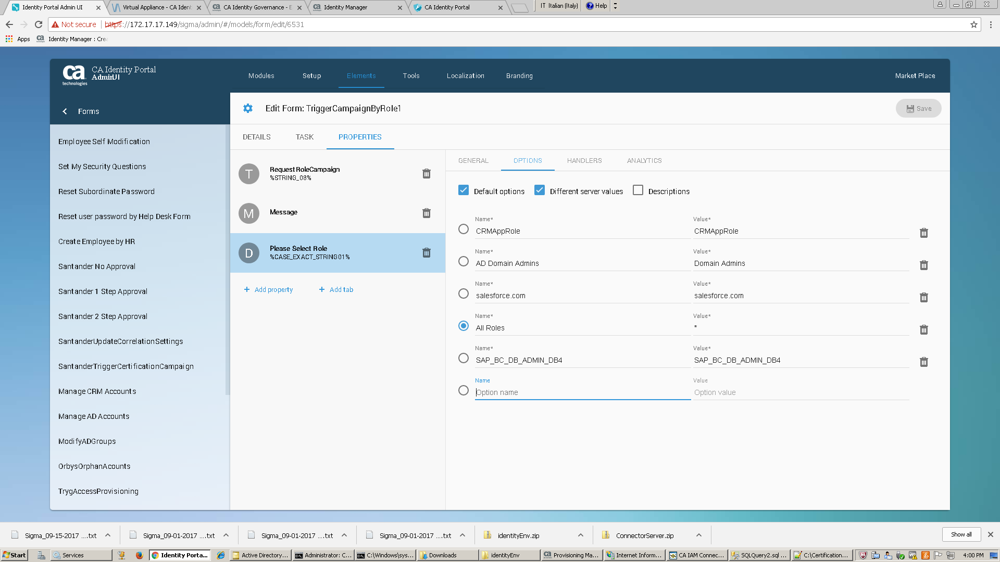 Identity Portal Admin UI
Virtual Appliance - CA Ident
CA Identity Governance - E
Identity Manager
CA Identity Portal
IT Italian (Italy)
Help
Not secure
https://172.17.17.149/sigma/admin/#/models/form/edit/6531
Apps
Identity Manager : Crea
ca technologies
CA Identity Portal
AdminUI
Modules
Setup
Elements
Tools
Localization
Branding
Market Place
Forms
Edit Form: TriggerCampaignByRole1
Save
Employee Self Modification
Set My Security Questions
Reset Subordinate Password
Reset user password by Help Desk Form
Create Employee by HR
Santander No Approval
Santander 1 Step Approval
Santander 2 Step Approval
SantanderUpdateCorrelationSettings
SantanderTriggerCertificationCampaign
Manage CRM Accounts
Manage AD Accounts
ModifyADGroups
OrbysOrphanAcounts
TrygAccessProvisioning
DETAILS
TASK
PROPERTIES
T
RequestRoleCampaign
%STRING_08%
M
Message
D
Please Select Role
%CASE_EXACT_STRING01%
+ Add property
+ Add tab
GENERAL
OPTIONS
HANDLERS
ANALYTICS
Default options
Different server values
Descriptions
Name*
Value*
CRMAppRole
CRMAppRole
Name*
Value*
AD Domain Admins
Domain Admins
Name*
Value*
salesforce.com
salesforce.com
Name*
Value*
All Roles
*
Name*
Value*
SAP_BC_DB_ADMIN_DB4
SAP_BC_DB_ADMIN_DB4
Name
Value
Option name
Option value
Sigma_09-15-2017 ....txt
Sigma_09-01-2017 ....txt
Sigma_09-01-2017 ....txt
Sigma_09-01-2017 ....txt
identityEnv.zip
ConnectorServer.zip
Show all
Start
Services
Identity Porta...
Active Directory...
Administrator: C...
C:\Windows\sys...
Downloads
identityEnv
Provisioning Ma...
Internet Inform...
CA IAM Connec...
SQLQuery2.sql ...
C:\Certification...
4:00 PM